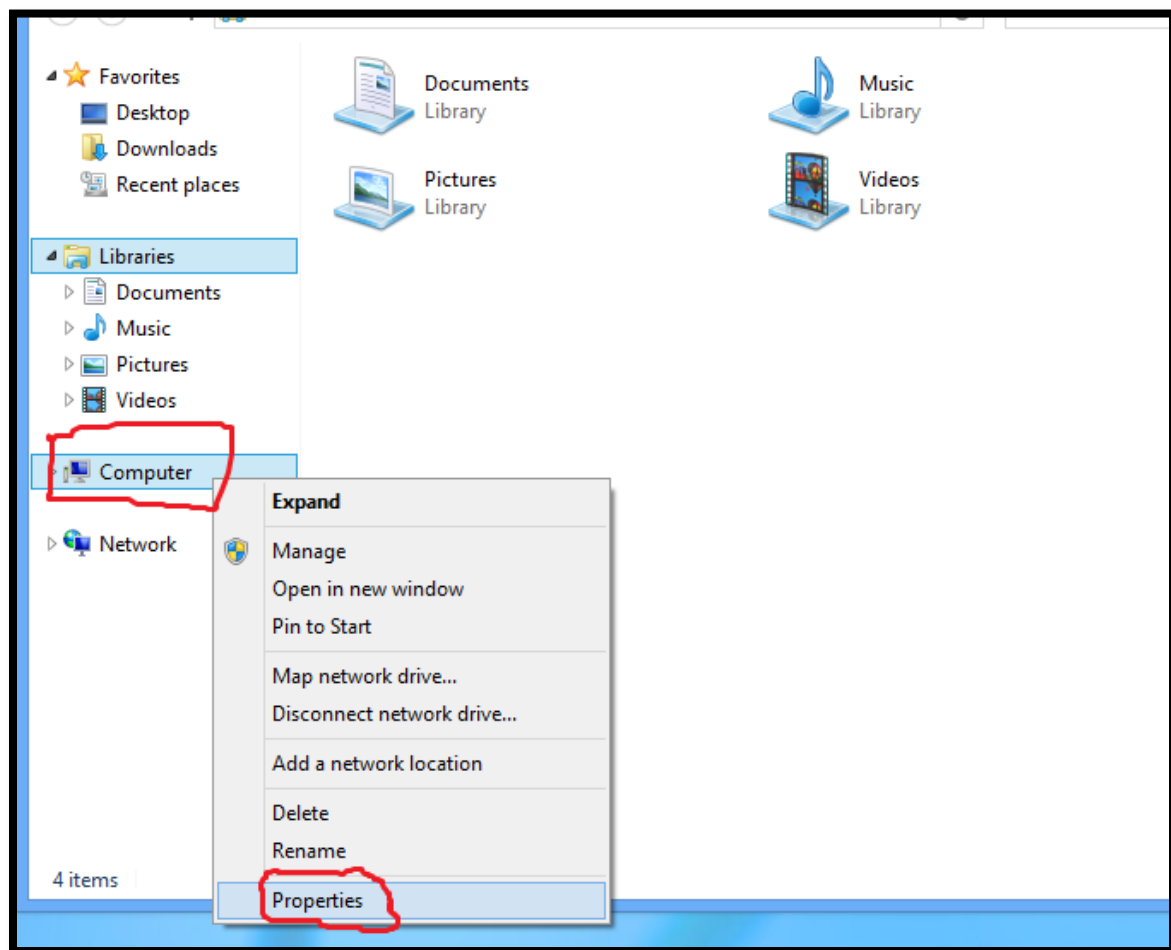 Favorites
Desktop
Downloads
Recent places
Libraries
Documents
Music
Pictures
Videos
Computer
Network
4 items
Documents
Library
Music
Library
Pictures
Library
Videos
Library
Expand
Manage
Open in new window
Pin to Start
Map network drive...
Disconnect network drive...
Add a network location
Delete
Rename
Properties